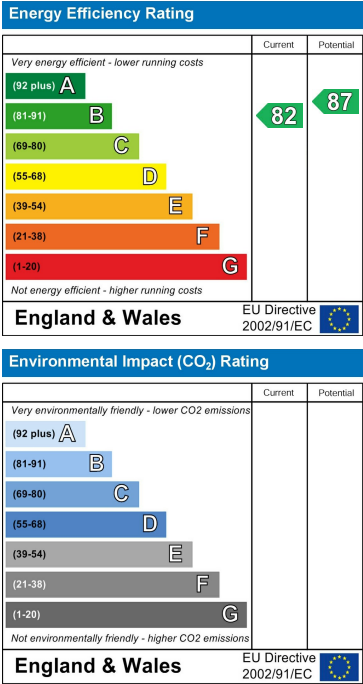 Energy Efficiency Rating
Current Potential
Very energy efficient - lower running costs
(92 plus) A
(81-91) B
82
87
(69-80) C
(55-68) D
(39-54) E
(21-38) F
(1-20) G
Not energy efficient - higher running costs
England & Wales
EU Directive
2002/91/EC
Environmental Impact (CO₂) Rating
Current Potential
Very environmentally friendly - lower CO2 emissions
(92 plus) A
(81-91) B
(69-80) C
(55-68) D
(39-54) E
(21-38) F
(1-20) G
Not environmentally friendly - higher CO2 emissions
England & Wales
EU Directive
2002/91/EC